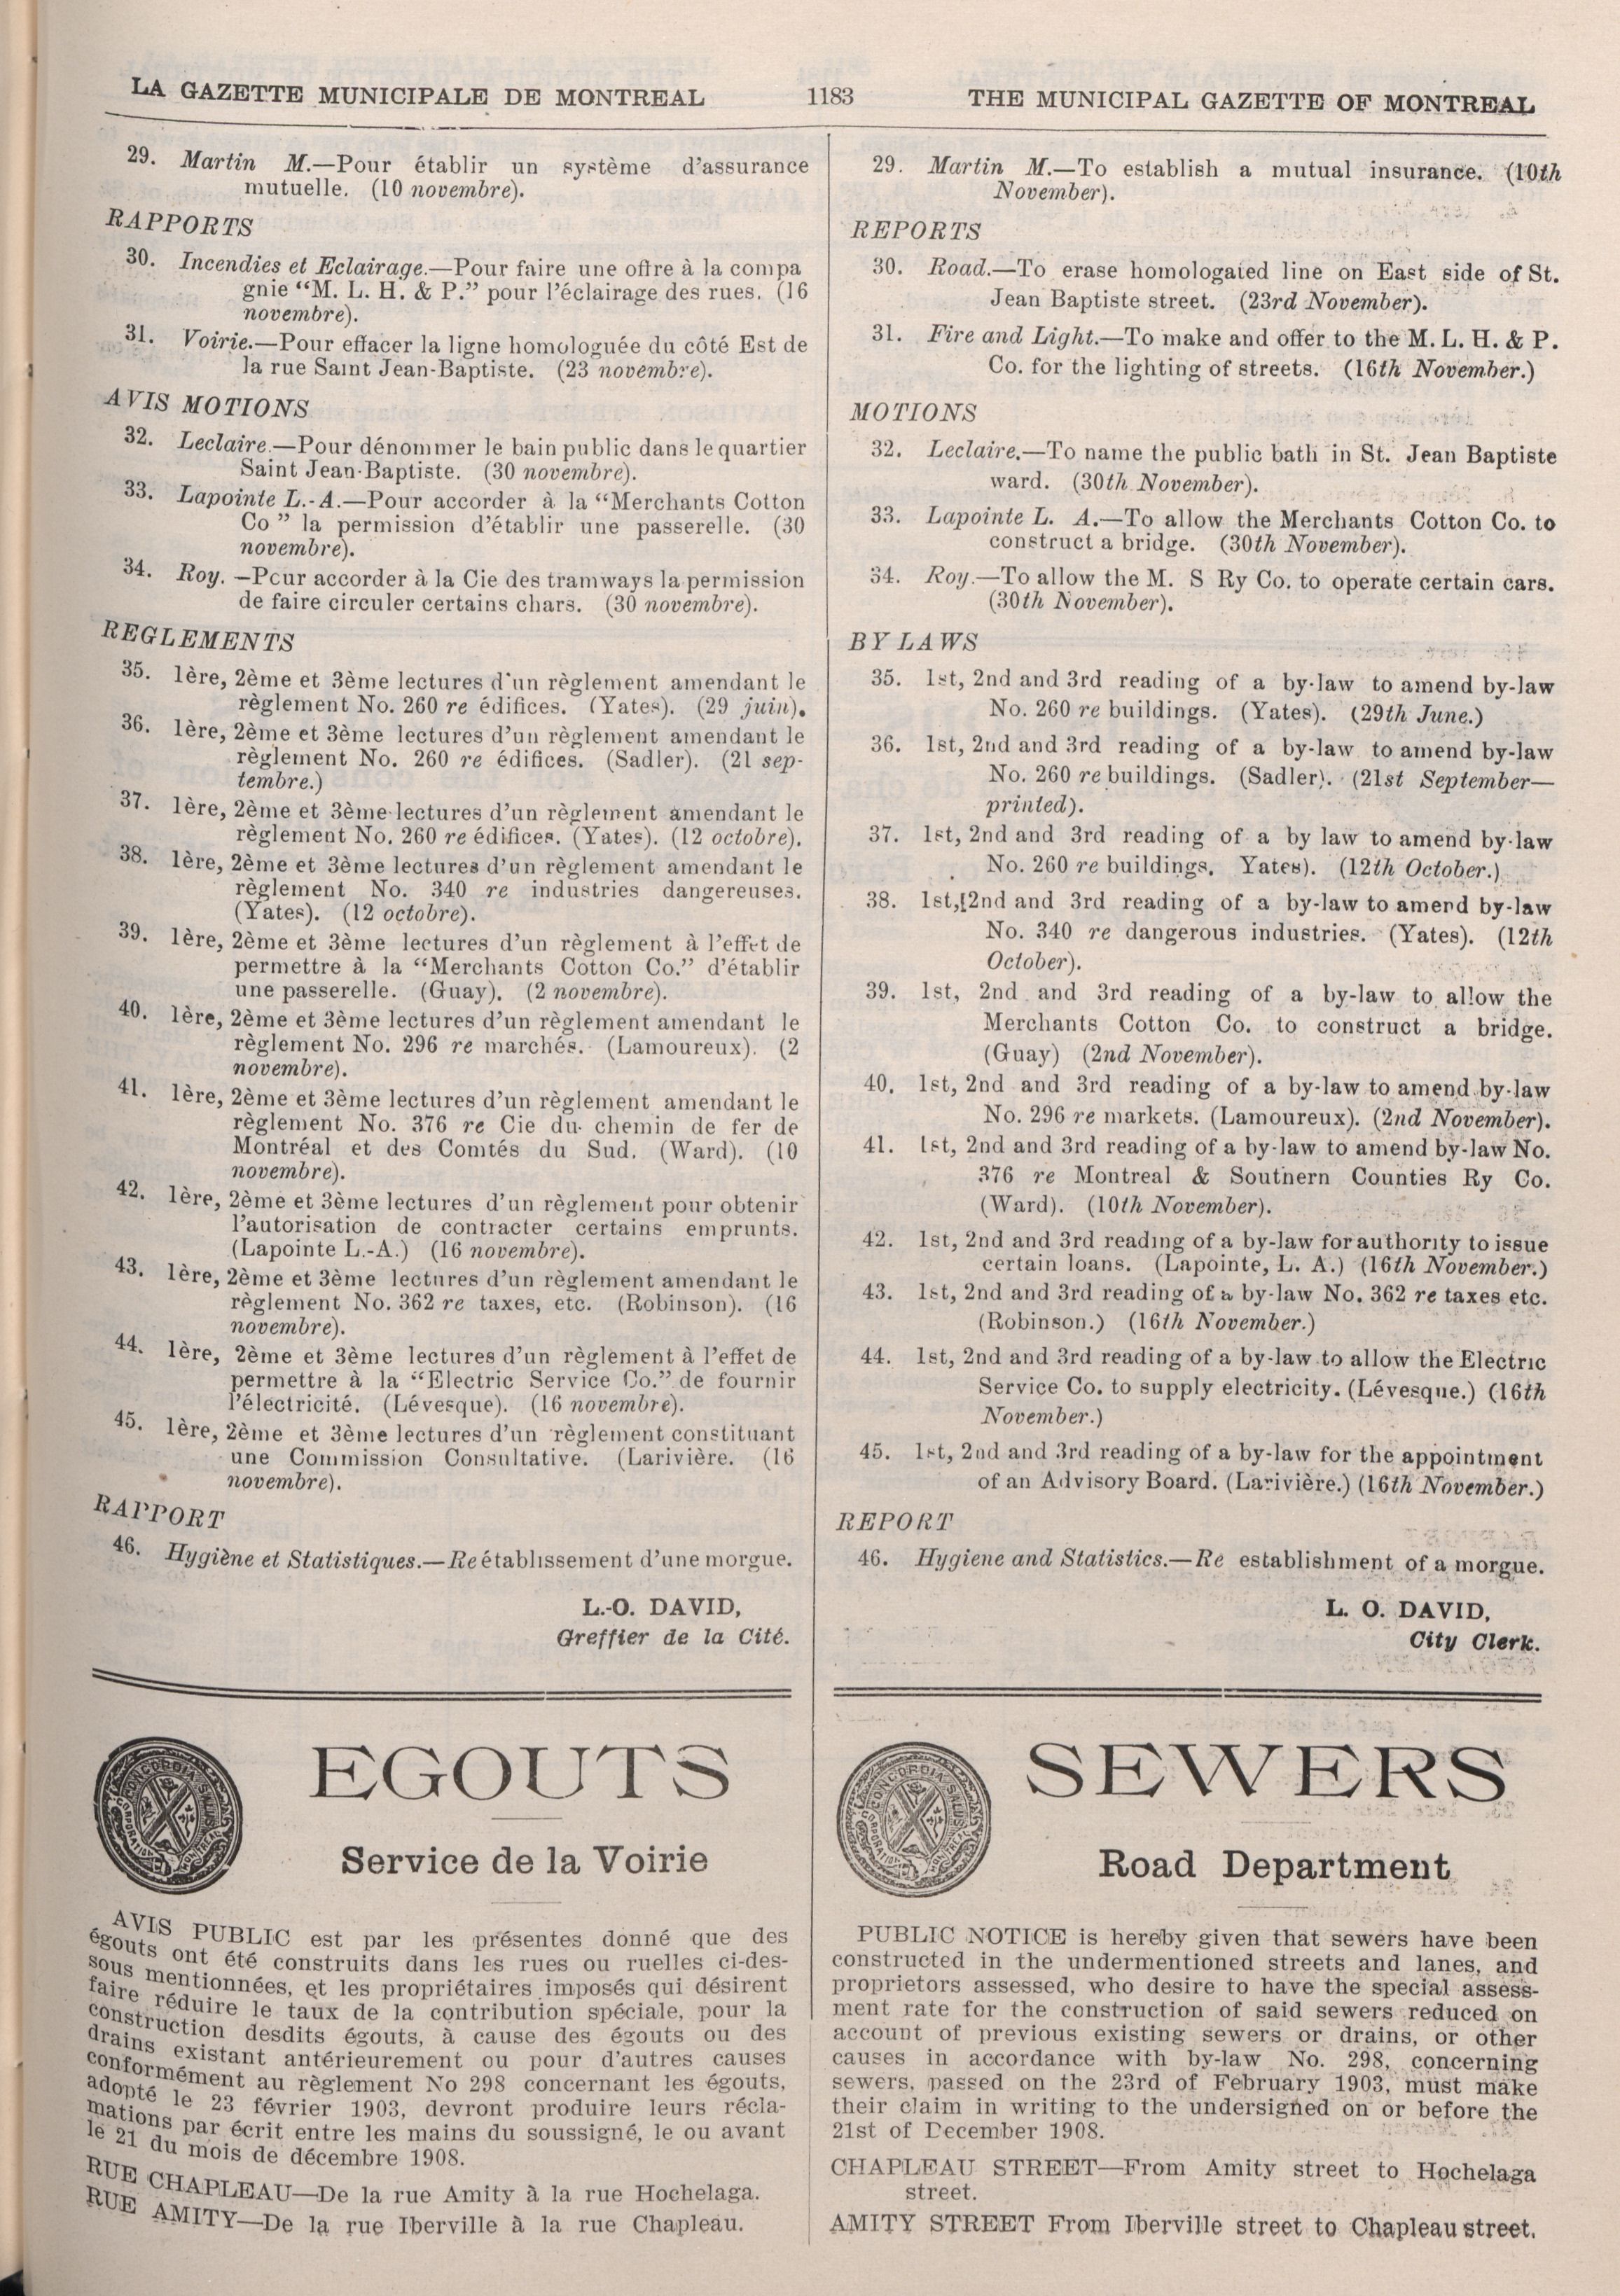 LA GAZETTE MUNICIPALE DE MONTREAL 1183 THE MUNICIPAL GAZETTE OF MONTREAL
29. Martin M.—Pour établir un système d'assurance
mutuelle. (10 novembre).
RAPPORTS
30. Incendies et Eclairage.—Pour faire une offre à la compa
gnie "M. L. H. & P." pour l'éclairage des rues. (16
novembre).
31. Voirie.—Pour effacer la ligne homologuée du côté Est de
la rue Saint Jean-Baptiste. (23 novembre).
AVIS MOTIONS
32. Leclaire.—Pour dénommer le bain public dans le quartier
Saint Jean-Baptiste. (30 novembre).
33. Lapointe L.-A.—Pour accorder à la "Merchants Cotton
Co" la permission d'établir une passerelle. (30
novembre).
34. Roy. —Pour accorder à la Cie des tramways la permission
de faire circuler certains chars. (30 novembre).
REGLEMENTS
35. 1ère, 2ème et 3ème lectures d'un règlement amendant le
règlement No. 260 re édifices. (Yates). (29 juin).
36. 1ère, 2ème et 3ème lectures d'un règlement amendant le
règlement No. 260 re édifices. (Sadler). (21 sep-
tembre.)
37. 1ère, 2ème et 3ème lectures d'un règlement amendant le
règlement No. 260 re édifices. (Yates). (12 octobre).
38. 1ère, 2ème et 3ème lectures d'un règlement amendant le
règlement No. 340 re industries dangereuses.
(Yates). (12 octobre).
39. 1ère, 2ème et 3ème lectures d'un règlement à l'effet de
permettre à la "Merchants Cotton Co." d'établir
une passerelle. (Guay). (2 novembre).
40. 1ère, 2ème et 3ème lectures d'un règlement amendant le
règlement No. 296 re marchés. (Lamoureux). (2
novembre).
41. 1ère, 2ème et 3ème lectures d'un règlement amendant le
règlement No. 376 re Cie du chemin de fer de
Montréal et des Comtés du Sud. (Ward). (10
novembre).
42. 1ère, 2ème et 3ème lectures d'un règlement pour obtenir
l'autorisation de contracter certains emprunts.
(Lapointe L.-A.) (16 novembre).
43. 1ère, 2ème et 3ème lectures d'un règlement amendant le
règlement No. 362 re taxes, etc. (Robinson). (16
novembre).
44. 1ère, 2ème et 3ème lectures d'un règlement à l'effet de
permettre à la "Electric Service Co." de fournir
l'électricité. (Lévesque). (16 novembre).
45. 1ère, 2ème et 3ème lectures d'un règlement constituant
une Commission Consultative. (Larivière. (16
novembre).
RAPPORT
46. Hygiène et Statistiques.—Re établissement d'une morgue.
L.-O. DAVID,
Greffier de la Cité.
EGOUTS
Service de la Voirie
AVIS PUBLIC est par les présentes donné que des
égouts ont été construits dans les rues ou ruelles ci-des-
sous mentionnées, et les propriétaires imposés qui désirent
faire réduire le taux de la contribution spéciale, pour la
construction desdits égouts, à cause des égouts ou des
drains existant antérieurement ou pour d'autres causes
conformément au règlement No 298 concernant les égouts,
adopté le 23 février 1903, devront produire leurs récla-
mations par écrit entre les mains du soussigné, le ou avant
le 21 du mois de décembre 1908.
RUE CHAPLEAU—De la rue Amity à la rue Hochelaga.
RUE AMITY—De la rue Iberville à la rue Chapleau.
29. Martin M.—To establish a mutual insurance. (10th
November).
REPORTS
30. Road.—To erase homologated line on East side of St.
Jean Baptiste street. (23rd November).
31. Fire and Light.—To make and offer to the M. L. H. & P.
Co. for the lighting of streets. (16th November.)
MOTIONS
32. Leclaire.—To name the public bath in St. Jean Baptiste
ward. (30th November).
33. Lapointe L. A.—To allow the Merchants Cotton Co. to
construct a bridge. (30th November).
34. Roy.—To allow the M. S Ry Co. to operate certain cars.
(30th November).
BY LAWS
35. 1st, 2nd and 3rd reading of a by-law to amend by-law
No. 260 re buildings. (Yates). (29th June.)
36. 1st, 2nd and 3rd reading of a by-law to amend by-law
No. 260 re buildings. (Sadler). (21st September—
printed).
37. 1st, 2nd and 3rd reading of a by law to amend by-law
No. 260 re buildings. Yates). (12th October.)
38. 1st,[2nd and 3rd reading of a by-law to amend by-law
No. 340 re dangerous industries. (Yates). (12th
October).
39. 1st, 2nd and 3rd reading of a by-law to allow the
Merchants Cotton Co. to construct a bridge.
(Guay) (2nd November).
40. 1st, 2nd and 3rd reading of a by-law to amend by-law
No. 296 re markets. (Lamoureux). (2nd November).
41. 1st, 2nd and 3rd reading of a by-law to amend by-law No.
376 re Montreal & Southern Counties Ry Co.
(Ward). (10th November).
42. 1st, 2nd and 3rd reading of a by-law for authority to issue
certain loans. (Lapointe, L. A.) (16th November.)
43. 1st, 2nd and 3rd reading of a by-law No. 362 re taxes etc.
(Robinson.) (16th November.)
44. 1st, 2nd and 3rd reading of a by-law to allow the Electric
Service Co. to supply electricity. (Lévesque.) (16th
November.)
45. 1st, 2nd and 3rd reading of a by-law for the appointment
of an Advisory Board. (Larivière.) (16th November.)
REPORT
46. Hygiene and Statistics.—Re establishment of a morgue.
L. O. DAVID,
City Clerk.
SEWERS
Road Department
PUBLIC NOTICE is hereby given that sewers have been
constructed in the undermentioned streets and lanes, and
proprietors assessed, who desire to have the special assess-
ment rate for the construction of said sewers reduced on
account of previous existing sewers or drains, or other
causes in accordance with by-law No. 298, concerning
sewers, passed on the 23rd of February 1903, must make
their claim in writing to the undersigned on or before the
21st of December 1908.
CHAPLEAU STREET—From Amity street to Hochelaga
street.
AMITY STREET From Iberville street to Chapleau street.